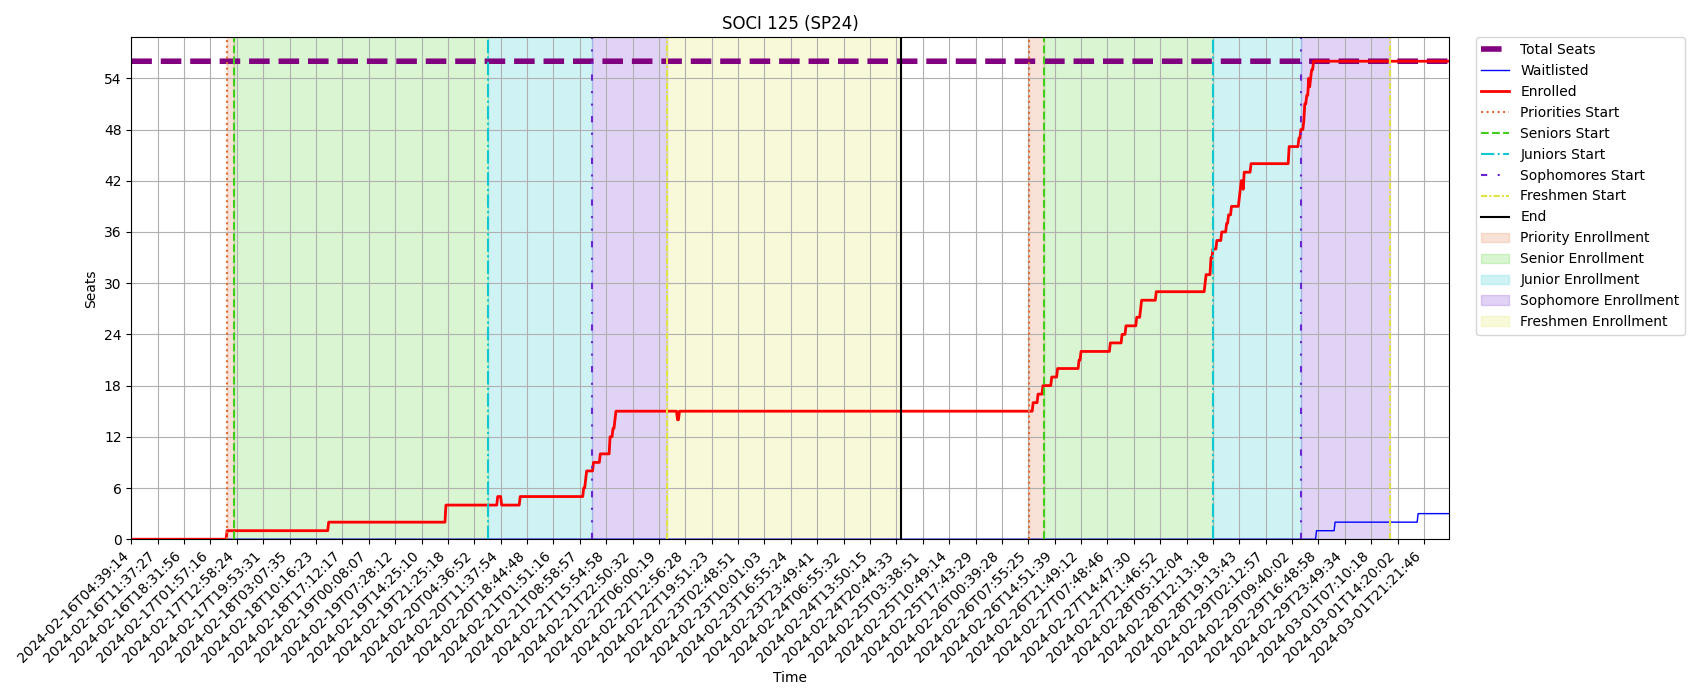 SOCI 125 (SP24)
Seats
54
48
42
36
30
24
18
12
6
0
2024-02-16T04:39:14
2024-02-16T11:37:27
2024-02-16T18:31:56
2024-02-17T01:57:16
2024-02-17T12:58:24
2024-02-17T19:53:31
2024-02-18T03:07:35
2024-02-18T10:16:23
2024-02-18T17:12:17
2024-02-19T00:08:07
2024-02-19T07:28:12
2024-02-19T14:25:10
2024-02-19T21:25:18
2024-02-20T04:36:52
2024-02-20T11:37:54
2024-02-20T18:44:48
2024-02-21T01:51:16
2024-02-21T08:58:57
2024-02-21T15:54:58
2024-02-21T22:50:32
2024-02-22T06:00:19
2024-02-22T12:56:28
2024-02-22T19:51:23
2024-02-23T02:48:51
2024-02-23T10:01:03
2024-02-23T16:55:24
2024-02-23T23:49:41
2024-02-24T06:55:32
2024-02-24T13:50:15
2024-02-24T20:44:33
2024-02-25T03:38:51
2024-02-25T10:49:14
2024-02-25T17:43:29
2024-02-26T00:39:28
2024-02-26T07:55:25
2024-02-26T14:51:39
2024-02-26T21:49:12
2024-02-27T07:48:46
2024-02-27T14:47:30
2024-02-27T21:46:52
2024-02-28T05:12:04
2024-02-28T12:13:18
2024-02-28T19:13:43
2024-02-29T02:12:57
2024-02-29T09:40:02
2024-02-29T16:48:58
2024-02-29T23:49:34
2024-03-01T07:10:18
2024-03-01T14:20:02
2024-03-01T21:21:46
Time
Total Seats
Waitlisted
Enrolled
Priorities Start
Seniors Start
Juniors Start
Sophomores Start
Freshmen Start
End
Priority Enrollment
Senior Enrollment
Junior Enrollment
Sophomore Enrollment
Freshmen Enrollment